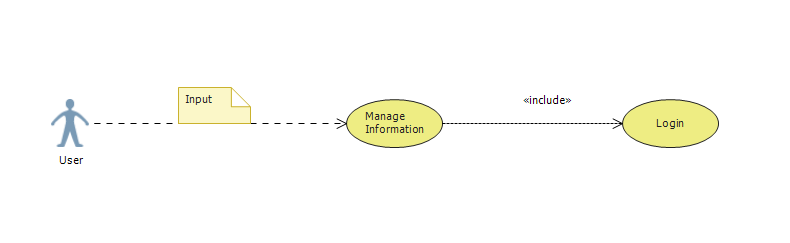 Input
User
Manage
Information
«include»
Login